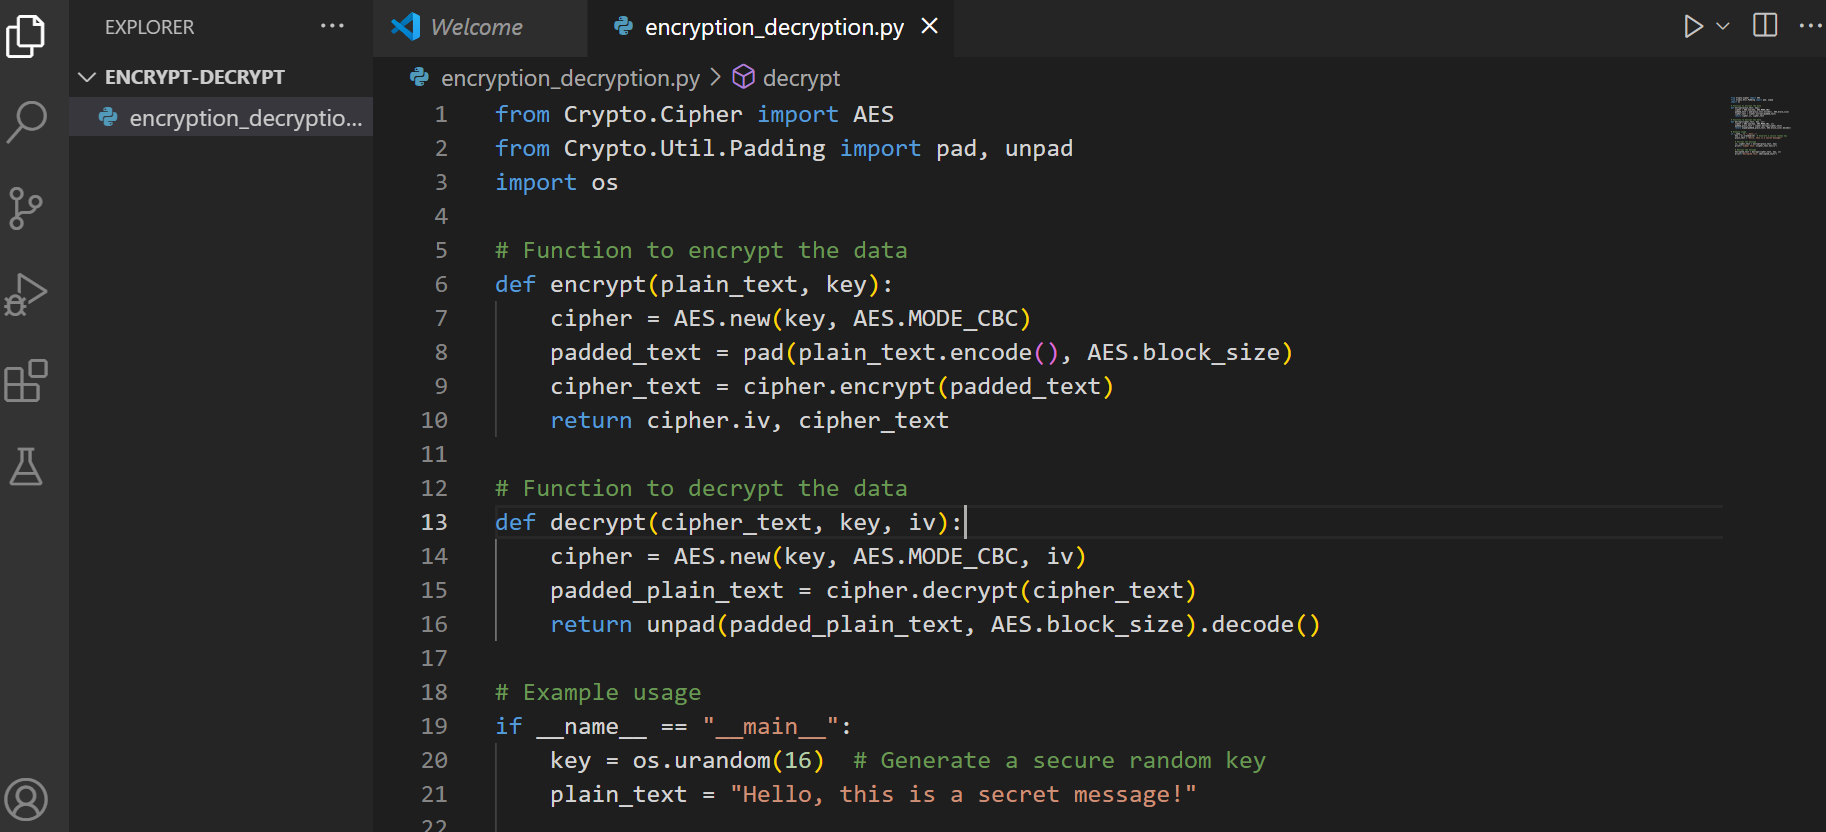 EXPLORER ···
ENCRYPT-DECRYPT
encryption_decryptio...
Welcome
encryption_decryption.py
encryption_decryption.py > decrypt
1 from Crypto.Cipher import AES
2 from Crypto.Util.Padding import pad, unpad
3 import os
4
5 # Function to encrypt the data
6 def encrypt(plain_text, key):
7     cipher = AES.new(key, AES.MODE_CBC)
8     padded_text = pad(plain_text.encode(), AES.block_size)
9     cipher_text = cipher.encrypt(padded_text)
10     return cipher.iv, cipher_text
11
12 # Function to decrypt the data
13 def decrypt(cipher_text, key, iv):
14     cipher = AES.new(key, AES.MODE_CBC, iv)
15     padded_plain_text = cipher.decrypt(cipher_text)
16     return unpad(padded_plain_text, AES.block_size).decode()
17
18 # Example usage
19 if __name__ == "__main__":
20     key = os.urandom(16)  # Generate a secure random key
21     plain_text = "Hello, this is a secret message!"
22